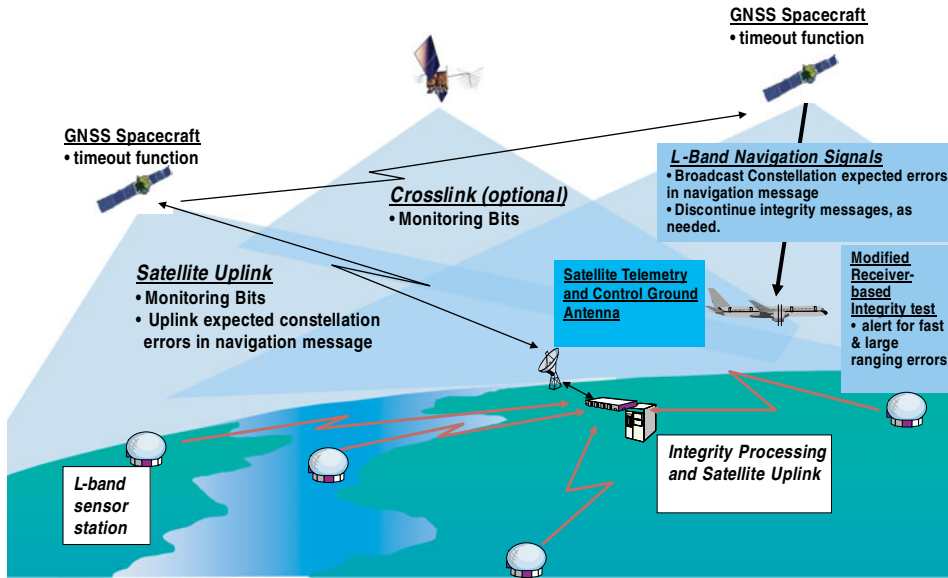 GNSS Spacecraft
• timeout function
GNSS Spacecraft
• timeout function
L-Band Navigation Signals
• Broadcast Constellation expected errors
in navigation message
• Discontinue integrity messages, as
needed.
Crosslink (optional)
• Monitoring Bits
Satellite Uplink
• Monitoring Bits
• Uplink expected constellation
errors in navigation message
Satellite Telemetry
and Control Ground
Antenna
Modified
Receiver-
based
Integrity test
• alert for fast
& large
ranging errors
L-band
sensor
station
Integrity Processing
and Satellite Uplink